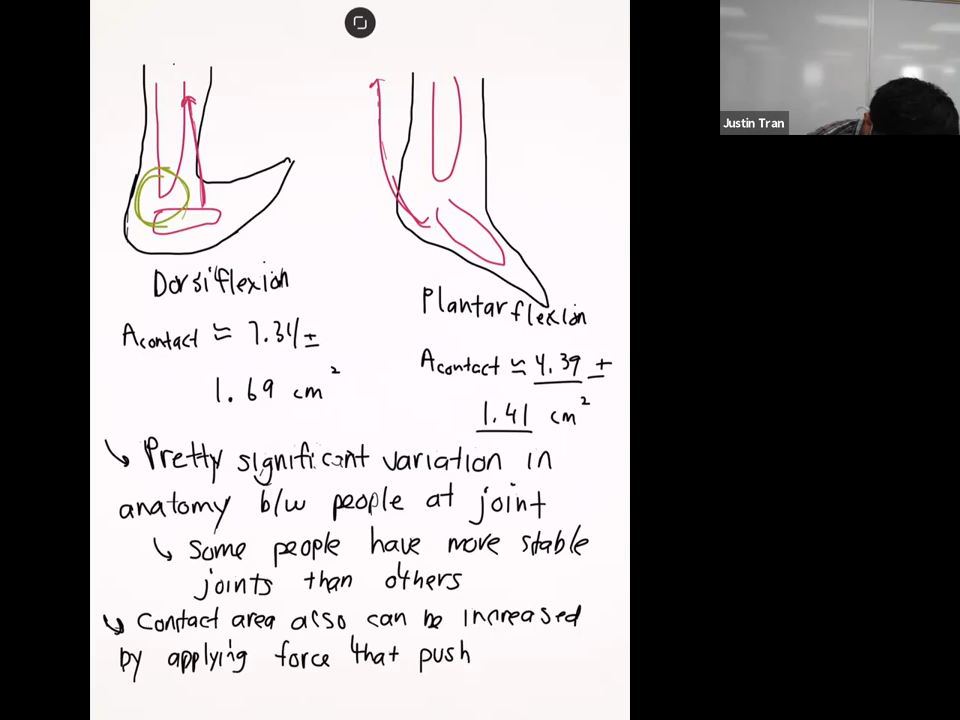 Justin Tran
Dorsiflexion
Acontact ≈ 7.34 ±
1.69 cm²
Plantarflexion
Acontact ≈ 4.39 ±
1.41 cm²
↳ Pretty significant variation in
anatomy b/w people at joint
↳ Some people have more stable
joints than others
↳ Contact area also can be increased
by applying force that push